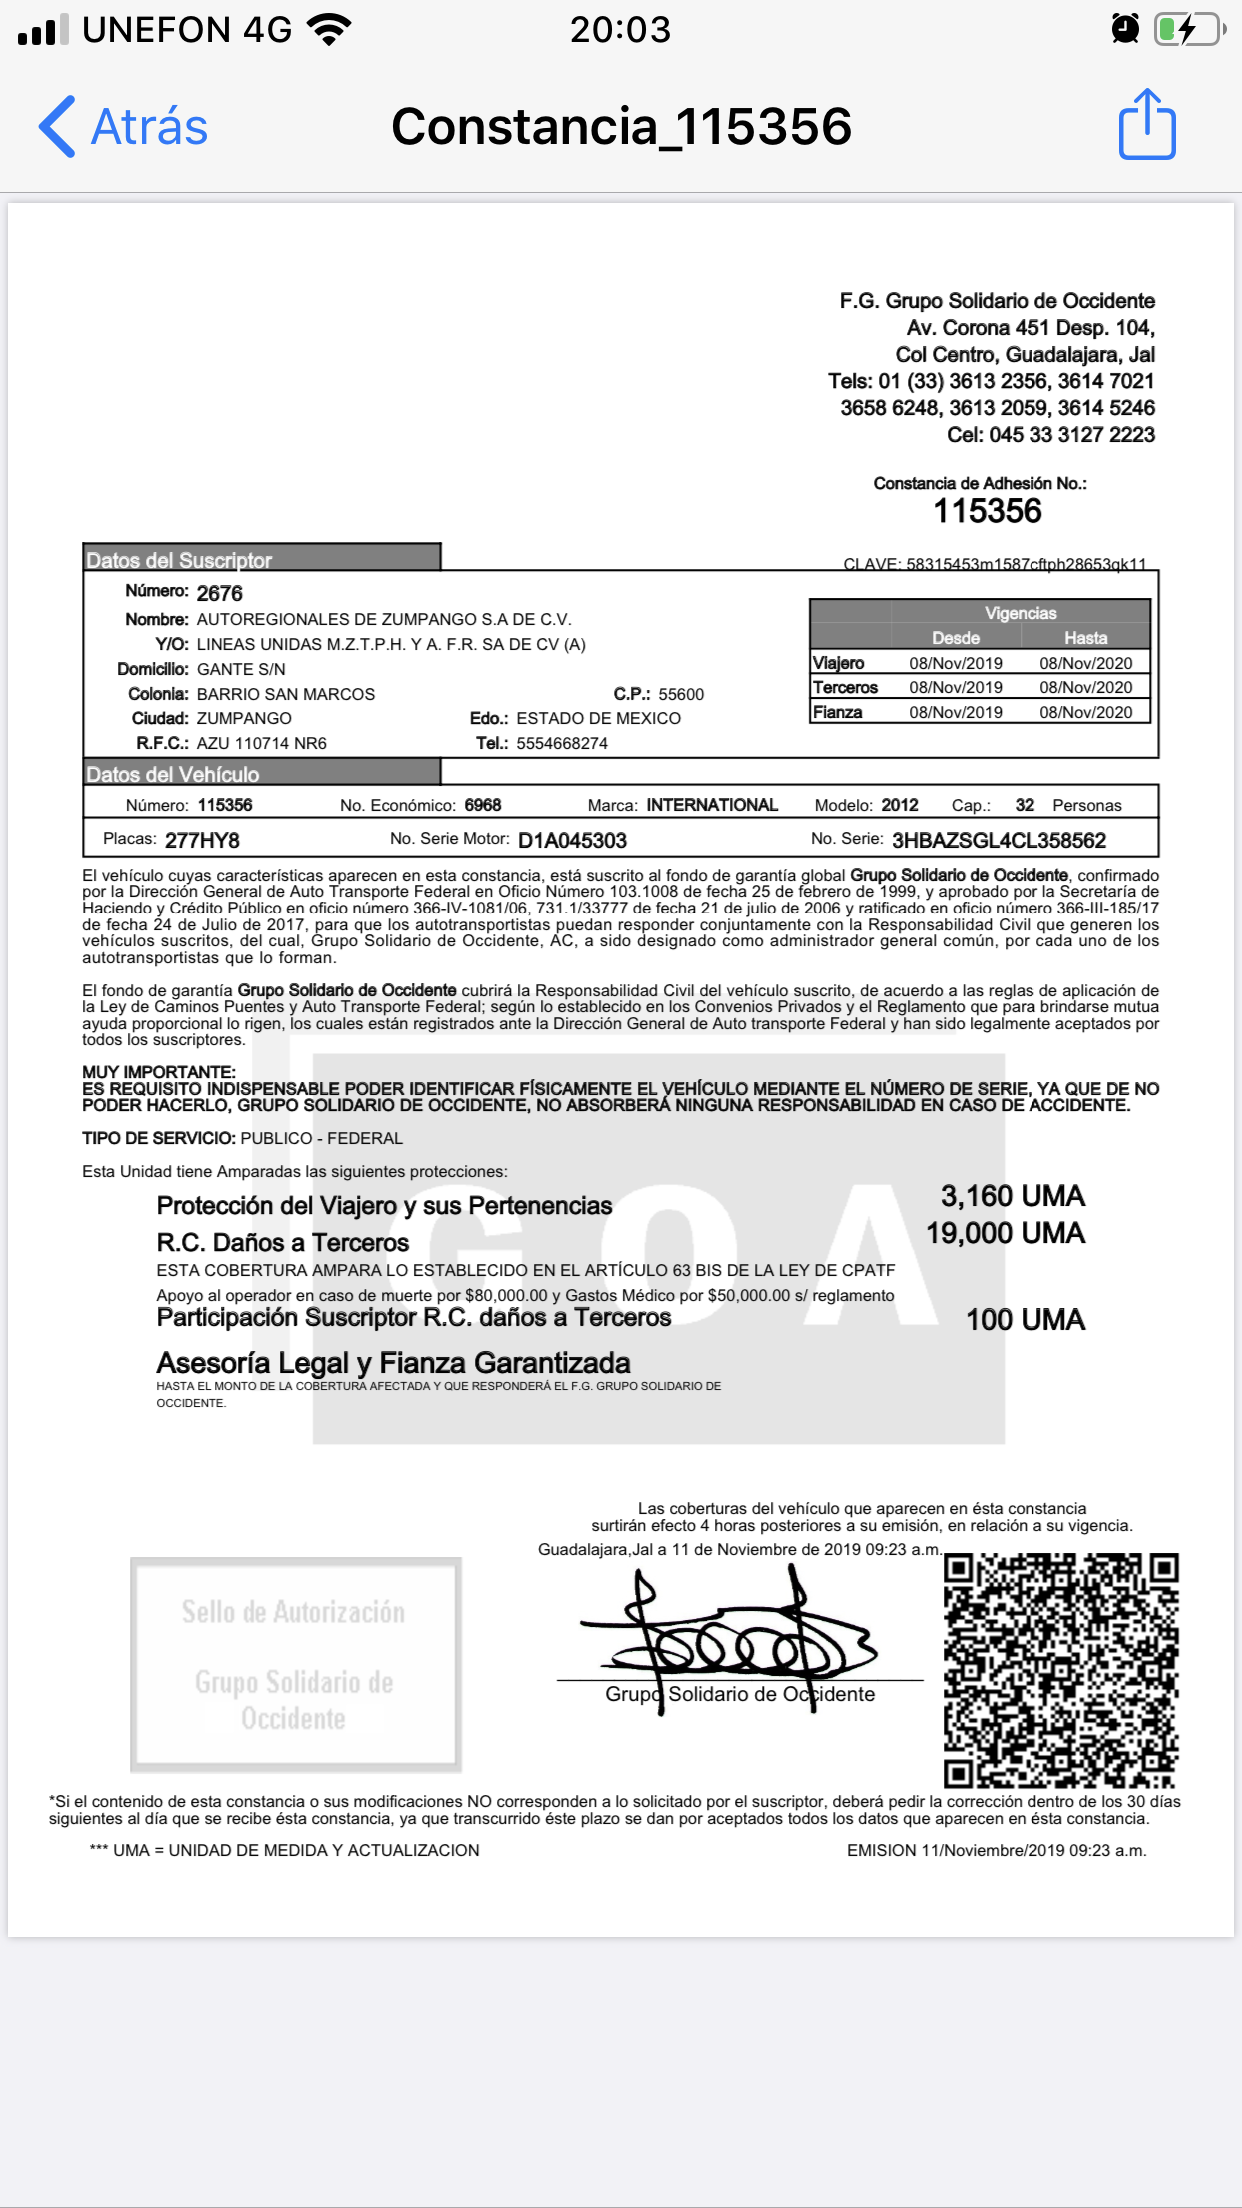 UNEFON 4G
20:03
Atrás
Constancia_115356
F.G. Grupo Solidario de Occidente
Av. Corona 451 Desp. 104,
Col Centro, Guadalajara, Jal
Tels: 01 (33) 3613 2356, 3614 7021
3658 6248, 3613 2059, 3614 5246
Cel: 045 33 3127 2223
Constancia de Adhesión No.:
115356
Datos del Suscriptor
CLAVE: 58315453m1587cftph28653qk11
Número: 2676
Nombre: AUTOREGIONALES DE ZUMPANGO S.A DE C.V.
Y/O: LINEAS UNIDAS M.Z.T.P.H. Y A. F.R. SA DE CV (A)
Domicilio: GANTE S/N
Colonia: BARRIO SAN MARCOS C.P.: 55600
Ciudad: ZUMPANGO Edo.: ESTADO DE MEXICO
R.F.C.: AZU 110714 NR6 Tel.: 5554668274
Vigencias
Desde Hasta
Viajero 08/Nov/2019 08/Nov/2020
Terceros 08/Nov/2019 08/Nov/2020
Fianza 08/Nov/2019 08/Nov/2020
Datos del Vehículo
Número: 115356 No. Económico: 6968 Marca: INTERNATIONAL Modelo: 2012 Cap.: 32 Personas
Placas: 277HY8 No. Serie Motor: D1A045303 No. Serie: 3HBAZSGL4CL358562
El vehículo cuyas características aparecen en esta constancia, está suscrito al fondo de garantía global Grupo Solidario de Occidente, confirmado
por la Dirección General de Auto Transporte Federal en Oficio Número 103.1008 de fecha 25 de febrero de 1999, y aprobado por la Secretaría de
Haciendo y Crédito Público en oficio número 366-IV-1081/06, 731.1/33777 de fecha 21 de julio de 2006 y ratificado en oficio número 366-III-185/17
de fecha 24 de Julio de 2017, para que los autotransportistas puedan responder conjuntamente con la Responsabilidad Civil que generen los
vehículos suscritos, del cual, Grupo Solidario de Occidente, AC, a sido designado como administrador general común, por cada uno de los
autotransportistas que lo forman.
El fondo de garantía Grupo Solidario de Occidente cubrirá la Responsabilidad Civil del vehículo suscrito, de acuerdo a las reglas de aplicación de
la Ley de Caminos Puentes y Auto Transporte Federal; según lo establecido en los Convenios Privados y el Reglamento que para brindarse mutua
ayuda proporcional lo rigen, los cuales están registrados ante la Dirección General de Auto transporte Federal y han sido legalmente aceptados por
todos los suscriptores.
MUY IMPORTANTE:
ES REQUISITO INDISPENSABLE PODER IDENTIFICAR FÍSICAMENTE EL VEHÍCULO MEDIANTE EL NÚMERO DE SERIE, YA QUE DE NO
PODER HACERLO, GRUPO SOLIDARIO DE OCCIDENTE, NO ABSORBERÁ NINGUNA RESPONSABILIDAD EN CASO DE ACCIDENTE.
TIPO DE SERVICIO: PUBLICO - FEDERAL
Esta Unidad tiene Amparadas las siguientes protecciones:
GOA
Protección del Viajero y sus Pertenencias 3,160 UMA
R.C. Daños a Terceros 19,000 UMA
ESTA COBERTURA AMPARA LO ESTABLECIDO EN EL ARTÍCULO 63 BIS DE LA LEY DE CPATF
Apoyo al operador en caso de muerte por $80,000.00 y Gastos Médico por $50,000.00 s/ reglamento
Participación Suscriptor R.C. daños a Terceros 100 UMA
Asesoría Legal y Fianza Garantizada
HASTA EL MONTO DE LA COBERTURA AFECTADA Y QUE RESPONDERÁ EL F.G. GRUPO SOLIDARIO DE
OCCIDENTE.
Las coberturas del vehículo que aparecen en ésta constancia
surtirán efecto 4 horas posteriores a su emisión, en relación a su vigencia.
Guadalajara,Jal a 11 de Noviembre de 2019 09:23 a.m.
Sello de Autorización
Grupo Solidario de
Occidente
Grupo Solidario de Occidente
*Si el contenido de esta constancia o sus modificaciones NO corresponden a lo solicitado por el suscriptor, deberá pedir la corrección dentro de los 30 días
siguientes al día que se recibe ésta constancia, ya que transcurrido éste plazo se dan por aceptados todos los datos que aparecen en ésta constancia.
*** UMA = UNIDAD DE MEDIDA Y ACTUALIZACION
EMISION 11/Noviembre/2019 09:23 a.m.